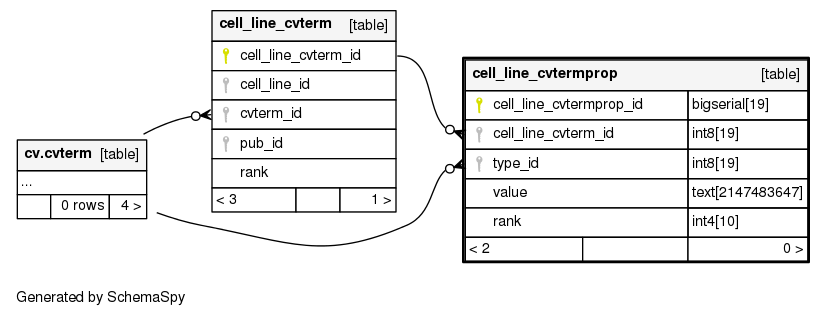 cell_line_cvterm [table]
cell_line_cvterm_id
cell_line_id
cvterm_id
pub_id
rank
< 3 1 >
cv.cvterm [table]
...
0 rows 4 >
cell_line_cvtermprop [table]
cell_line_cvtermprop_id bigserial[19]
cell_line_cvterm_id int8[19]
type_id int8[19]
value text[2147483647]
rank int4[10]
< 2 0 >
Generated by SchemaSpy